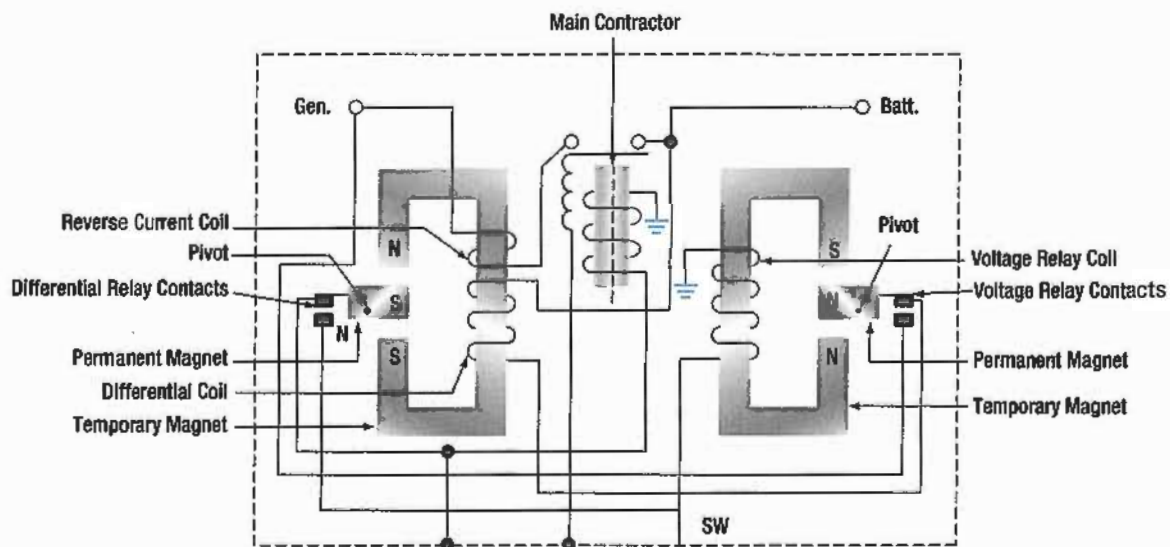 Main Contractor
Gen.
Batt.
Reverse Current Coil
Pivot
Differential Relay Contacts
Permanent Magnet
Differential Coil
Temporary Magnet
N
S
N
S
S
N
N
Pivot
Voltage Relay Coil
Voltage Relay Contacts
Permanent Magnet
Temporary Magnet
SW